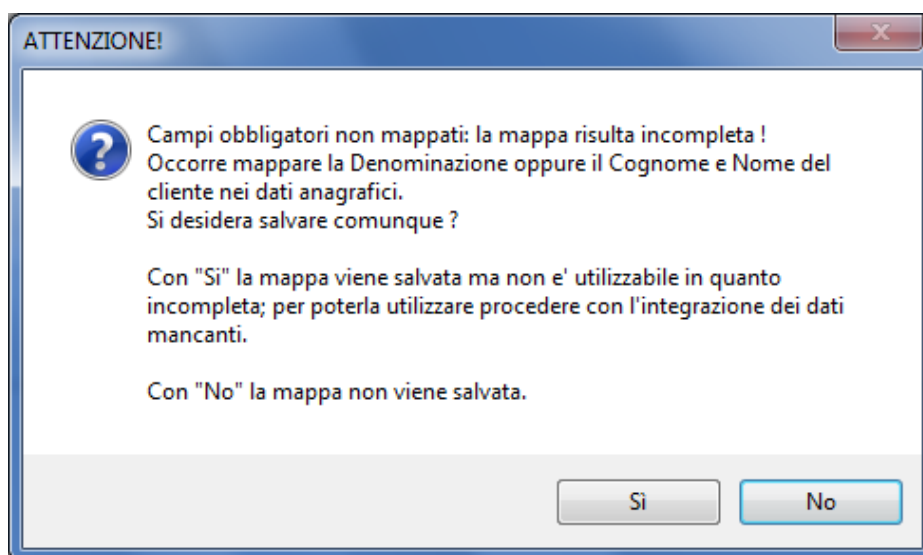 ATTENZIONE!
Campi obbligatori non mappati: la mappa risulta incompleta !
Occorre mappare la Denominazione oppure il Cognome e Nome del
cliente nei dati anagrafici.
Si desidera salvare comunque ?
Con "Si" la mappa viene salvata ma non e' utilizzabile in quanto
incompleta; per poterla utilizzare procedere con l'integrazione dei dati
mancanti.
Con "No" la mappa non viene salvata.
Sì
No